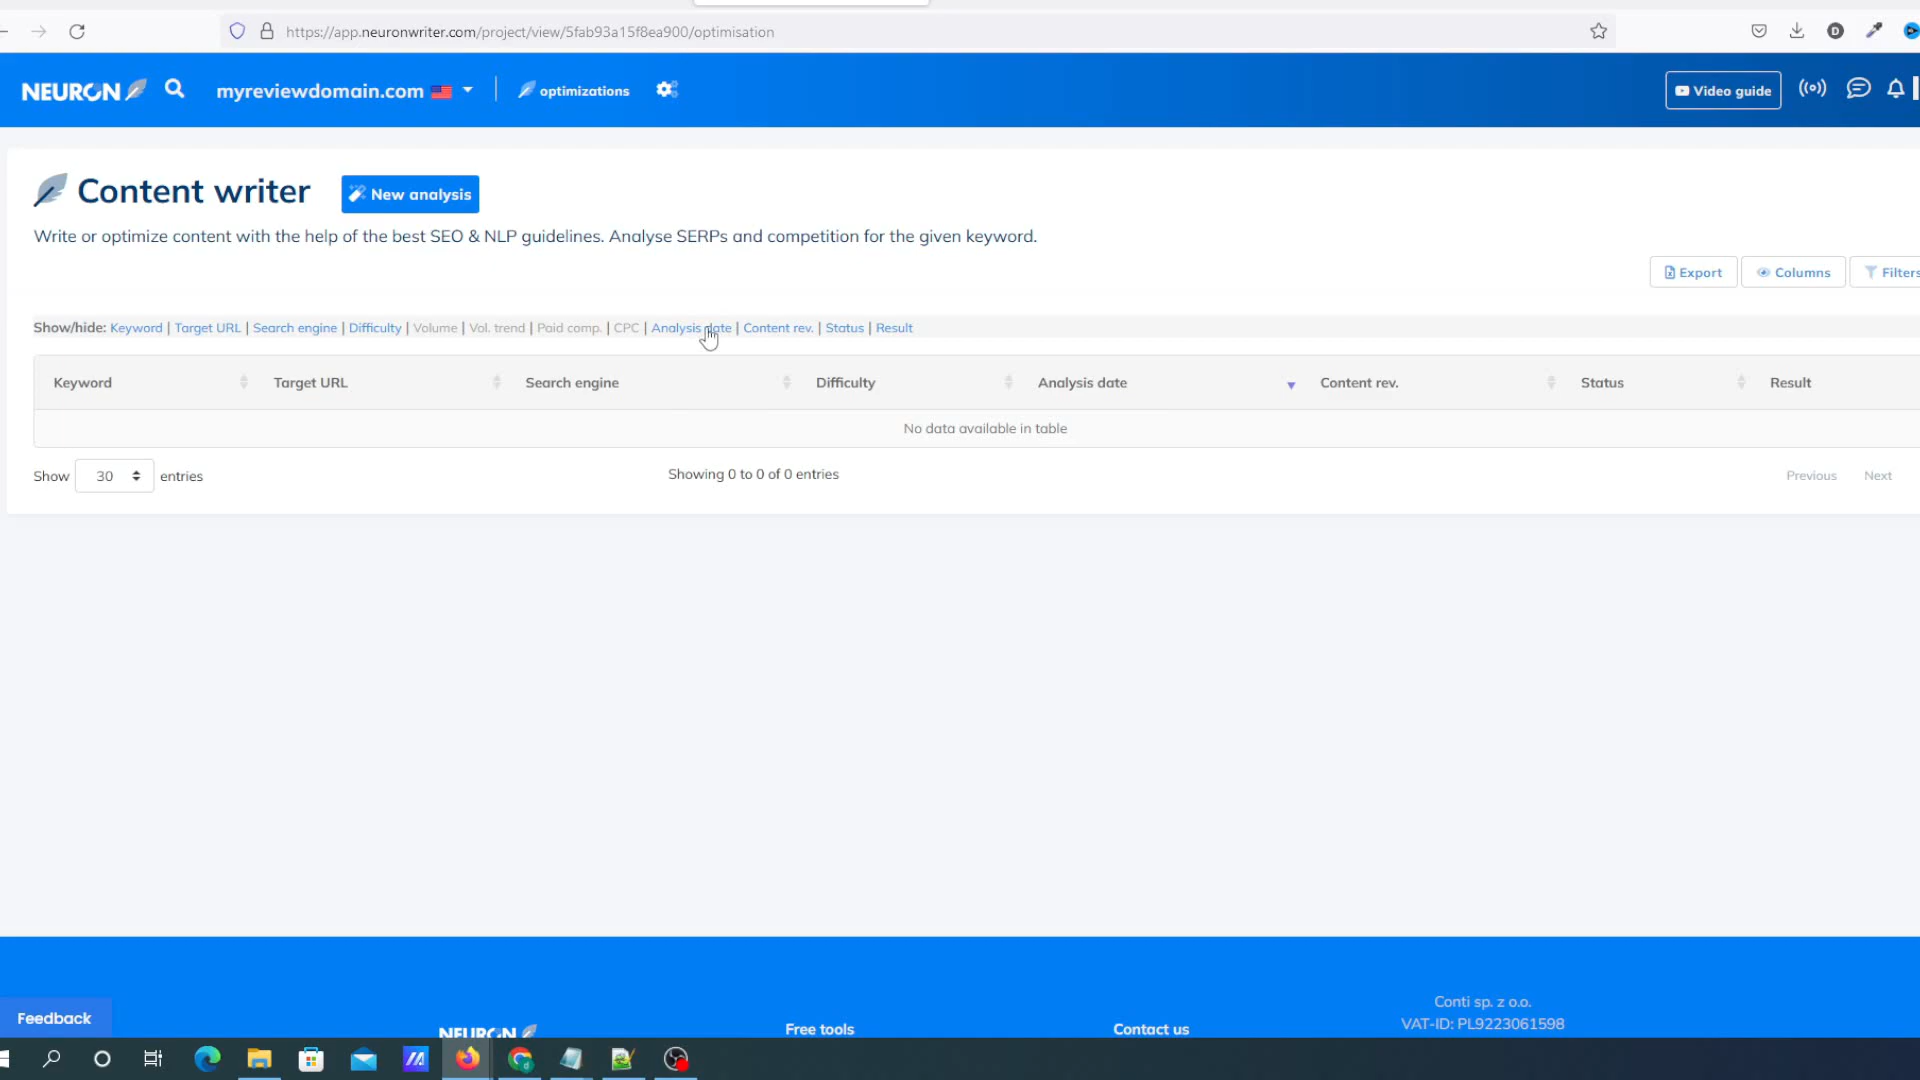 https://app.neuronwriter.com/project/view/5fab93a15f8ea900/optimisation
NEURON myreviewdomain.com optimizations Video guide
Content writer New analysis
Write or optimize content with the help of the best SEO & NLP guidelines. Analyse SERPs and competition for the given keyword.
Export Columns Filters
Show/hide: Keyword | Target URL | Search engine | Difficulty | Volume | Vol. trend | Paid comp. | CPC | Analysis date | Content rev. | Status | Result
Keyword Target URL Search engine Difficulty Analysis date Content rev. Status Result
No data available in table
Show 30 entries Showing 0 to 0 of 0 entries Previous Next
Conti sp. z o.o.
Feedback VAT-ID: PL9223061598
NEURON Free tools Contact us